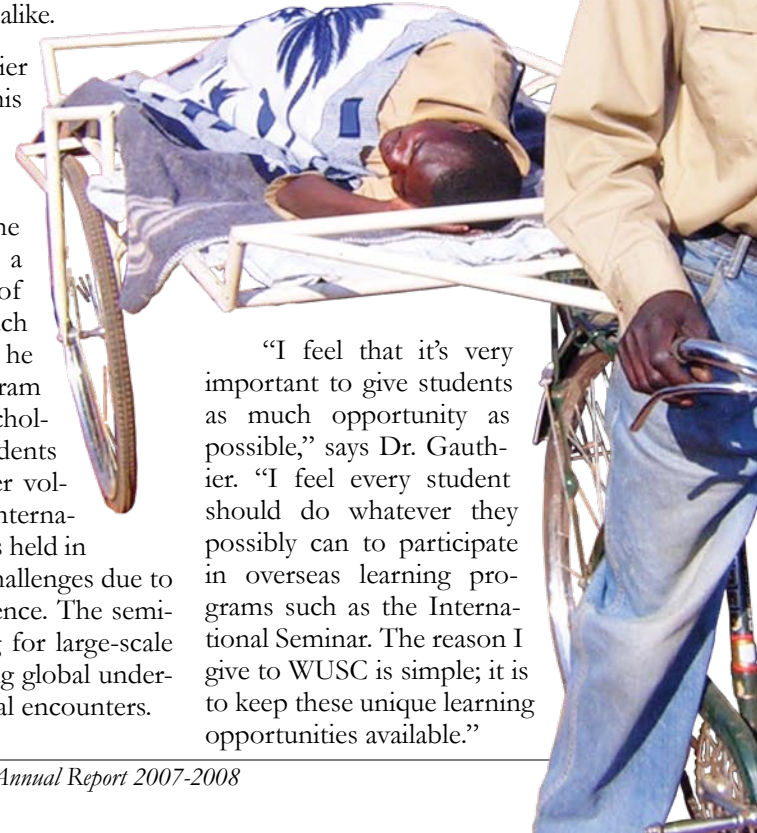 alike.
ier
his
he
a
of
ch
he
ram
chol-
dents
er vol-
nterna-
s held in
hallenges due to
ence. The semi-
g for large-scale
ng global under-
al encounters.
“I feel that it’s very
important to give students
as much opportunity as
possible,” says Dr. Gauth-
ier. “I feel every student
should do whatever they
possibly can to participate
in overseas learning pro-
grams such as the Interna-
tional Seminar. The reason I
give to WUSC is simple; it is
to keep these unique learning
opportunities available.”
Annual Report 2007-2008